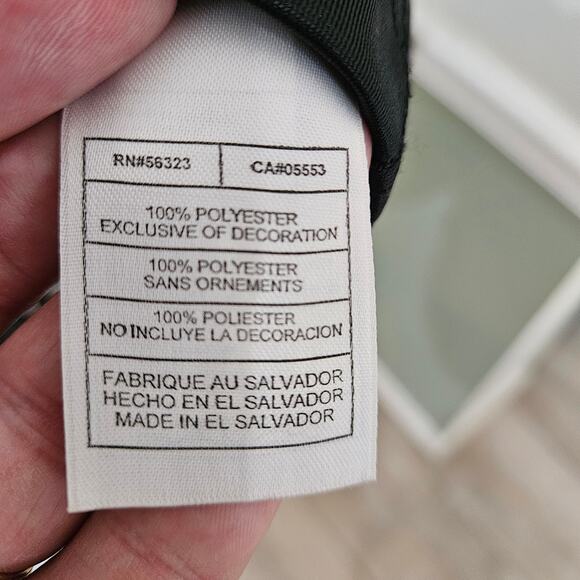 RN#56323 CA#05553
100% POLYESTER
EXCLUSIVE OF DECORATION
100% POLYESTER
SANS ORNEMENTS
100% POLIESTER
NO INCLUYE LA DECORACION
FABRIQUE AU SALVADOR
HECHO EN EL SALVADOR
MADE IN EL SALVADOR